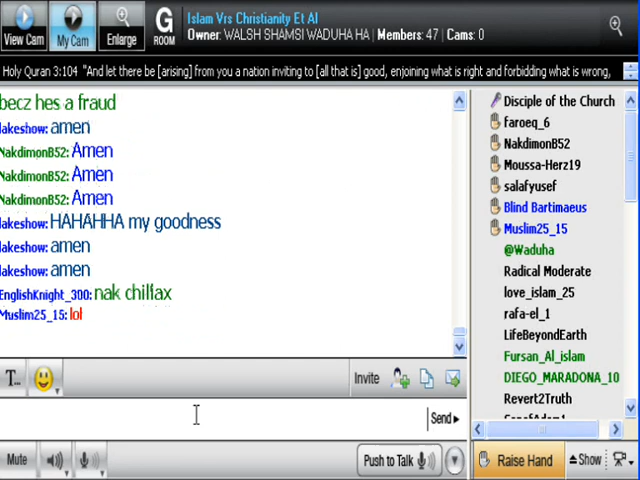 View Cam
My Cam
Enlarge
G
ROOM
Islam Vrs Christianity Et Al
Owner: WALSH SHAMSI WADUHA HA | Members: 47 | Cams: 0
Holy Quran 3:104 "And let there be [arising] from you a nation inviting to [all that is] good, enjoining what is right and forbidding what is wrong,
becz hes a fraud
lakeshow: amen
NakdimonB52: Amen
NakdimonB52: Amen
NakdimonB52: Amen
lakeshow: HAHAHHA my goodness
lakeshow: amen
lakeshow: amen
EnglishKnight_300: nak chilfax
Muslim25_15: lol
Disciple of the Church
faroeq_6
NakdimonB52
Moussa-Herz19
salafyusef
Blind Bartimaeus
Muslim25_15
@Waduha
Radical Moderate
love_islam_25
rafa-el_1
LifeBeyondEarth
Fursan_Al_islam
DIEGO_MARADONA_10
Revert2Truth
T...
Invite
Send
Mute
Push to Talk
Raise Hand
Show